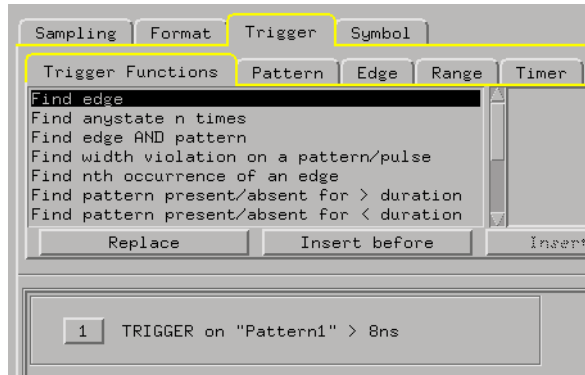 Sampling Format Trigger Symbol
Trigger Functions Pattern Edge Range Timer
Find edge
Find anystate n times
Find edge AND pattern
Find width violation on a pattern/pulse
Find nth occurrence of an edge
Find pattern present/absent for > duration
Find pattern present/absent for < duration
Replace Insert before Insert
1 TRIGGER on "Pattern1" > 8ns